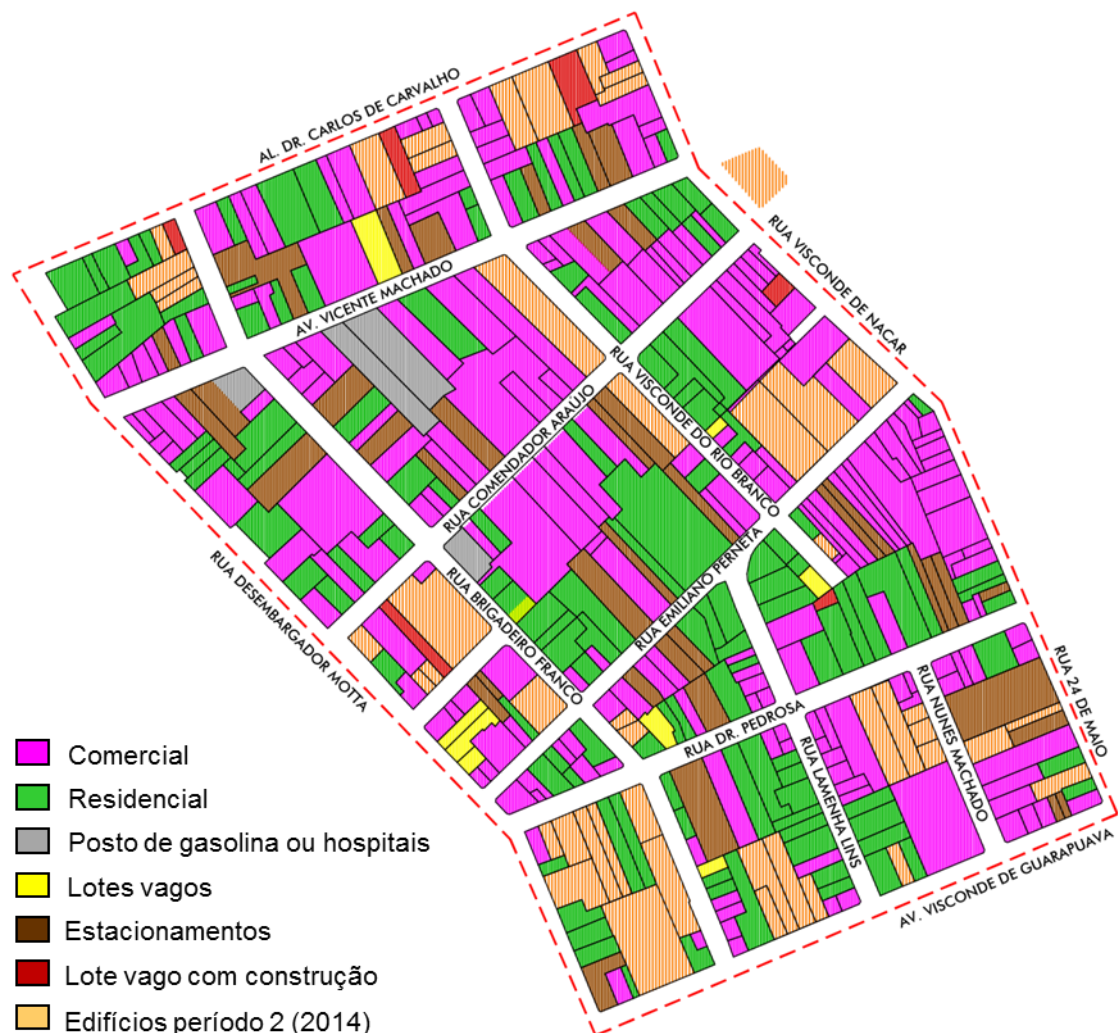 AL. DR. CARLOS DE CARVALHO
RUA VISCONDE DE NACAR
AV. VICENTE MACHADO
RUA VISCONDE DO RIO BRANCO
RUA COMENDADOR ARAÚJO
RUA DESEMBARGADOR MOTTA
RUA BRIGADEIRO FRANCO
RUA EMILIANO PERNETA
RUA 24 DE MAIO
RUA DR. PEDROSA
RUA NUNES MACHADO
RUA LAMENHA LINS
AV. VISCONDE DE GUARAPUAVA
Comercial
Residencial
Posto de gasolina ou hospitais
Lotes vagos
Estacionamentos
Lote vago com construção
Edifícios período 2 (2014)